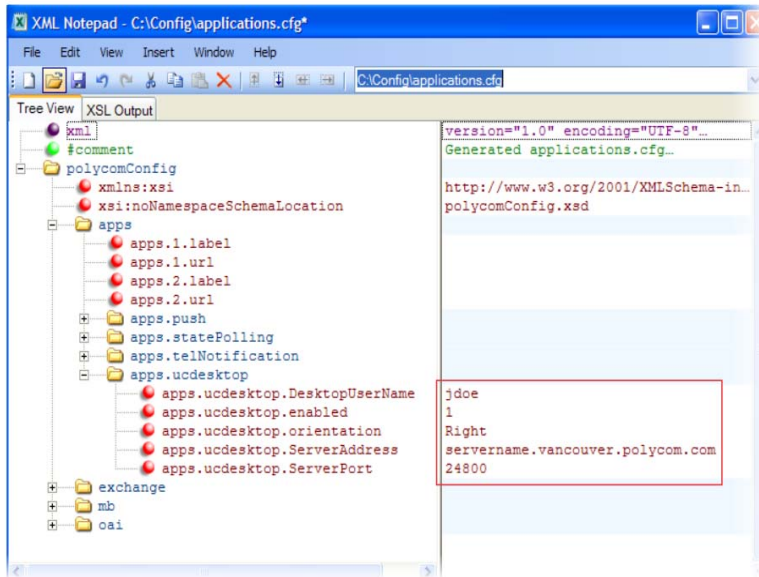 XML Notepad - C:\Config\applications.cfg*
File Edit View Insert Window Help
C:\Config\applications.cfg
Tree View XSL Output
xml version="1.0" encoding="UTF-8"…
#comment Generated applications.cfg…
polycomConfig
xmlns:xsi http://www.w3.org/2001/XMLSchema-in…
xsi:noNamespaceSchemaLocation polycomConfig.xsd
apps
apps.1.label
apps.1.url
apps.2.label
apps.2.url
apps.push
apps.statePolling
apps.telNotification
apps.ucdesktop
apps.ucdesktop.DesktopUserName jdoe
apps.ucdesktop.enabled 1
apps.ucdesktop.orientation Right
apps.ucdesktop.ServerAddress servername.vancouver.polycom.com
apps.ucdesktop.ServerPort 24800
exchange
mb
oai